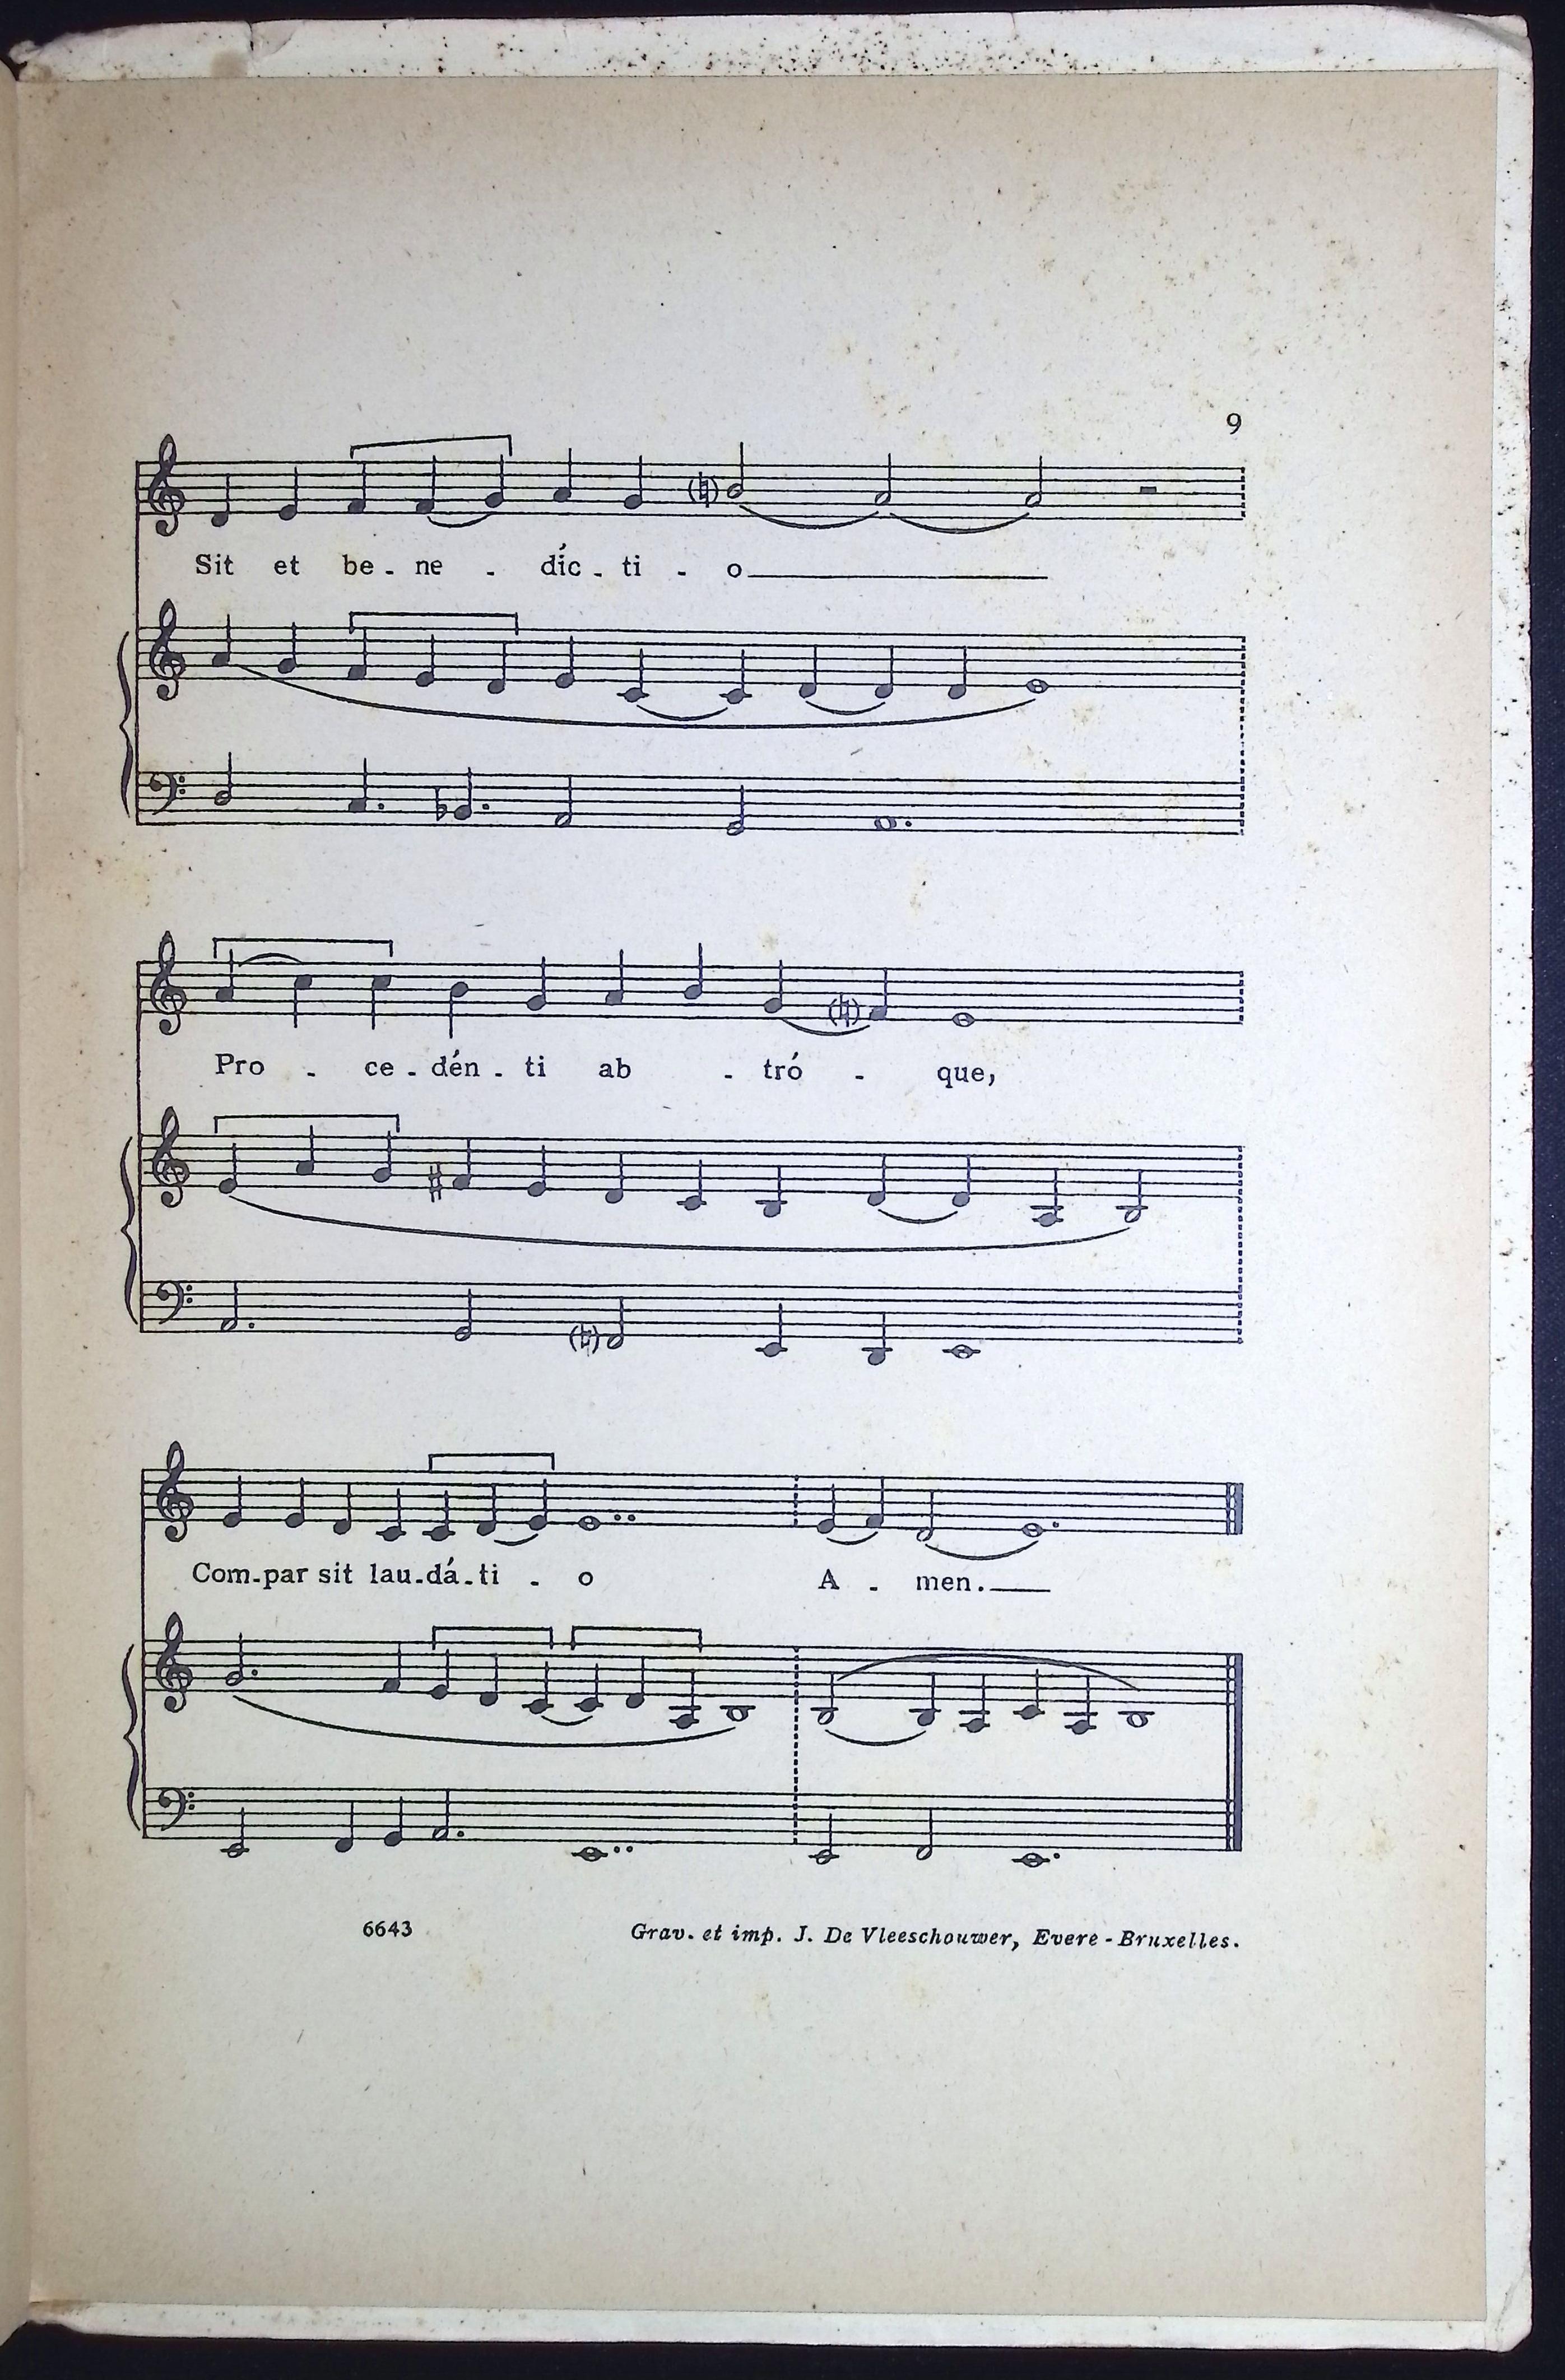 9
Sit et be - ne - díc - ti - o
Pro - ce - dén - ti ab - tró - que,
Com-par sit lau-dá-ti - o A - men.
6643 Grav. et imp. J. De Vleeschouwer, Evere - Bruxelles.